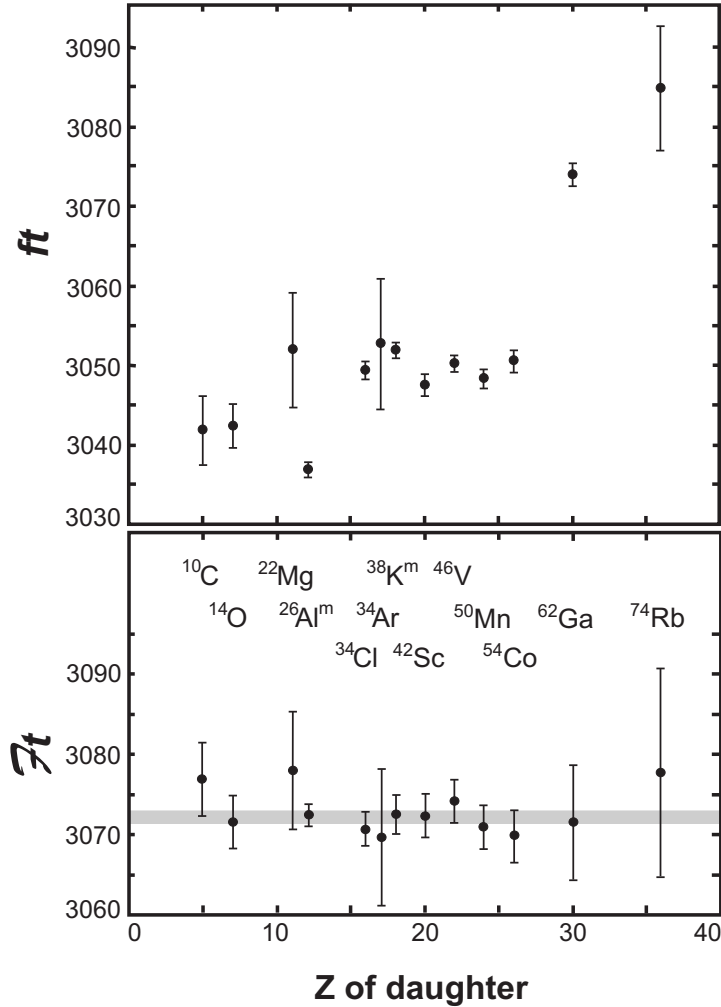 3090
3080
3070
3060
3050
3040
3030
ft
¹⁰C ²²Mg ³⁸Kᵐ ⁴⁶V
¹⁴O ²⁶Alᵐ ³⁴Ar ⁵⁰Mn ⁶²Ga ⁷⁴Rb
³⁴Cl ⁴²Sc ⁵⁴Co
3090
3080
3070
3060
ℱt
0 10 20 30 40
Z of daughter